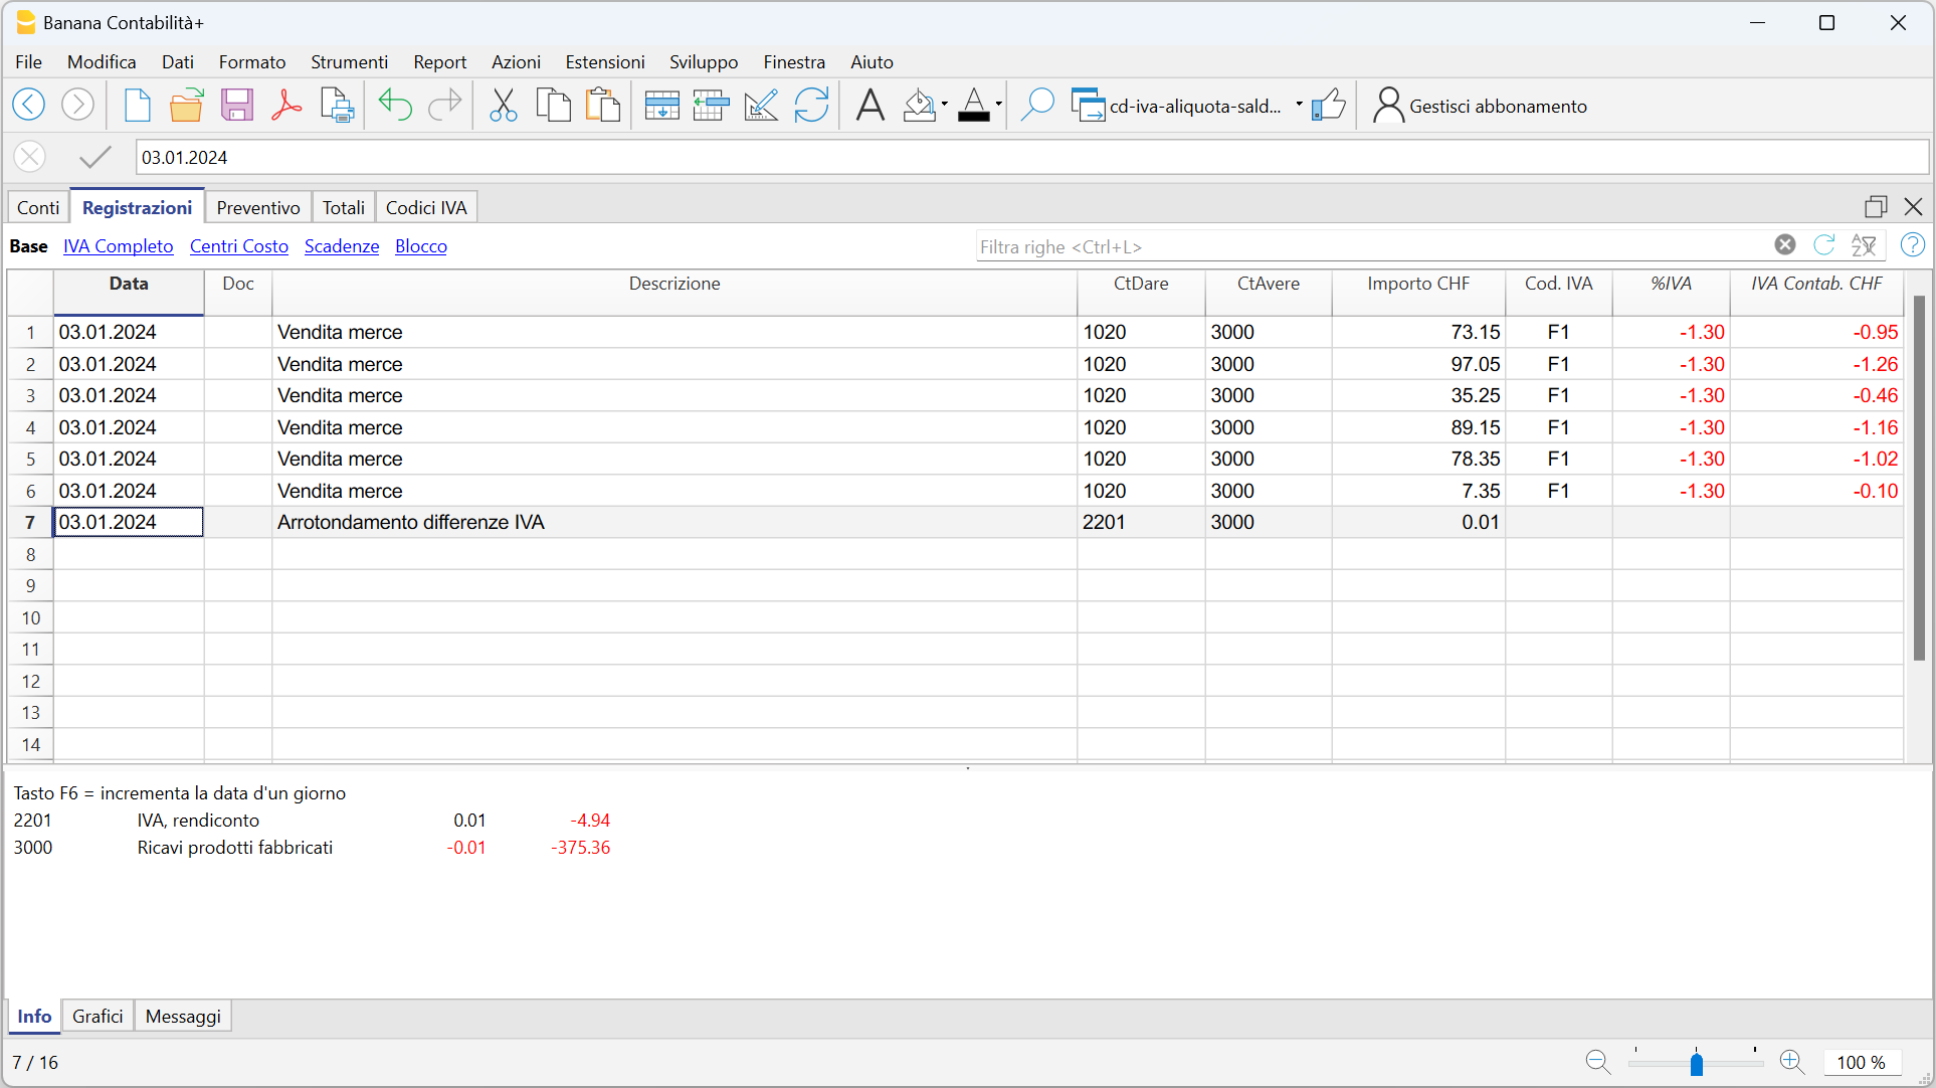 Banana Contabilità+
File Modifica Dati Formato Strumenti Report Azioni Estensioni Sviluppo Finestra Aiuto
cd-iva-aliquota-sald... Gestisci abbonamento
03.01.2024
Conti Registrazioni Preventivo Totali Codici IVA
Base IVA Completo Centri Costo Scadenze Blocco Filtra righe <Ctrl+L>
Data Doc Descrizione CtDare CtAvere Importo CHF Cod. IVA %IVA IVA Contab. CHF
1 03.01.2024 Vendita merce 1020 3000 73.15 F1 -1.30 -0.95
2 03.01.2024 Vendita merce 1020 3000 97.05 F1 -1.30 -1.26
3 03.01.2024 Vendita merce 1020 3000 35.25 F1 -1.30 -0.46
4 03.01.2024 Vendita merce 1020 3000 89.15 F1 -1.30 -1.16
5 03.01.2024 Vendita merce 1020 3000 78.35 F1 -1.30 -1.02
6 03.01.2024 Vendita merce 1020 3000 7.35 F1 -1.30 -0.10
7 03.01.2024 Arrotondamento differenze IVA 2201 3000 0.01
8
9
10
11
12
13
14
Tasto F6 = incrementa la data d'un giorno
2201 IVA, rendiconto 0.01 -4.94
3000 Ricavi prodotti fabbricati -0.01 -375.36
Info Grafici Messaggi
7 / 16 100 %